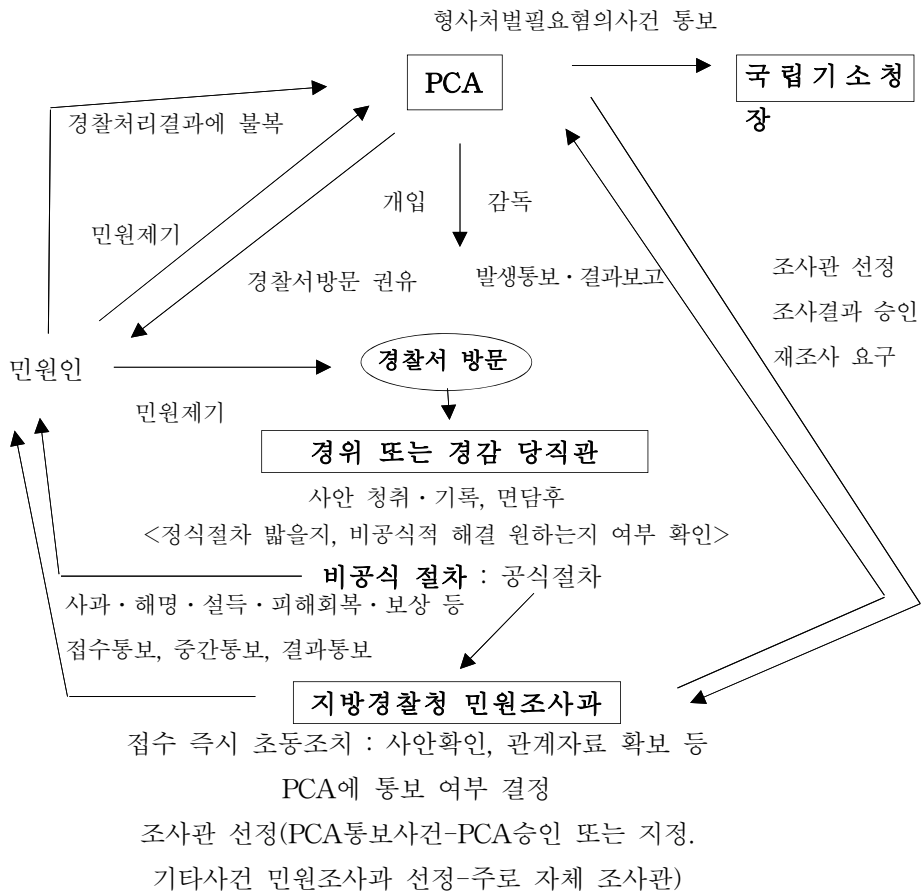 형사처벌필요혐의사건 통보
PCA
국립기소청
장
경찰처리결과에 불복
개입 감독
민원제기
경찰서방문 권유
발생통보·결과보고
조사관 선정
조사결과 승인
재조사 요구
민원인
경찰서 방문
민원제기
경위 또는 경감 당직관
사안 청취·기록, 면담후
<정식절차 밟을지, 비공식적 해결 원하는지 여부 확인>
비공식 절차 : 공식절차
사과·해명·설득·피해회복·보상 등
접수통보, 중간통보, 결과통보
지방경찰청 민원조사과
접수 즉시 초동조치 : 사안확인, 관계자료 확보 등
PCA에 통보 여부 결정
조사관 선정(PCA통보사건-PCA승인 또는 지정.
기타사건 민원조사과 선정-주로 자체 조사관)